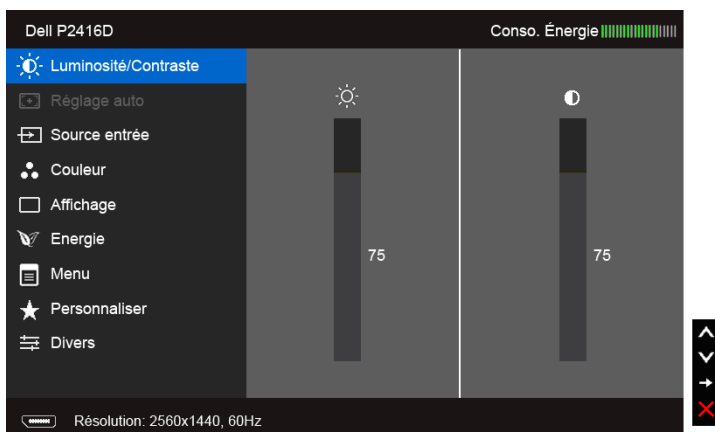 Dell P2416D
Conso. Énergie
Luminosité/Contraste
Réglage auto
Source entrée
Couleur
Affichage
Energie
Menu
Personnaliser
Divers
75
75
Résolution: 2560x1440, 60Hz